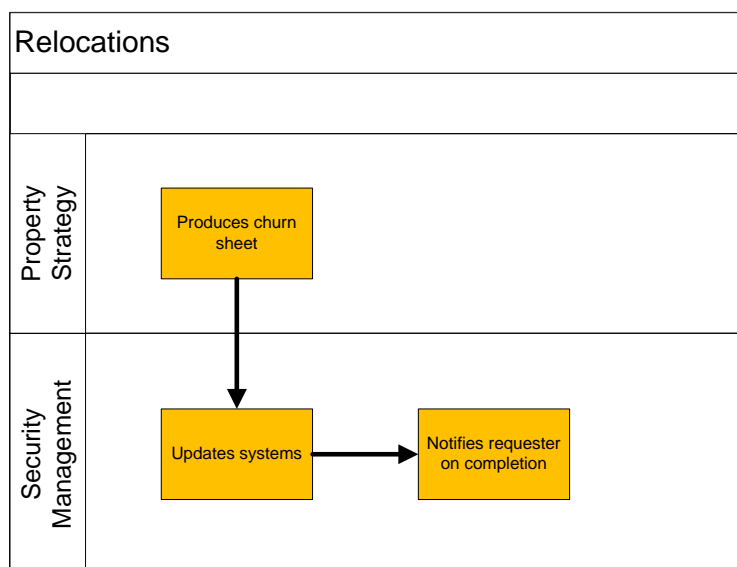 Relocations
Property
Strategy
Produces churn
sheet
Security
Management
Updates systems
Notifies requester
on completion